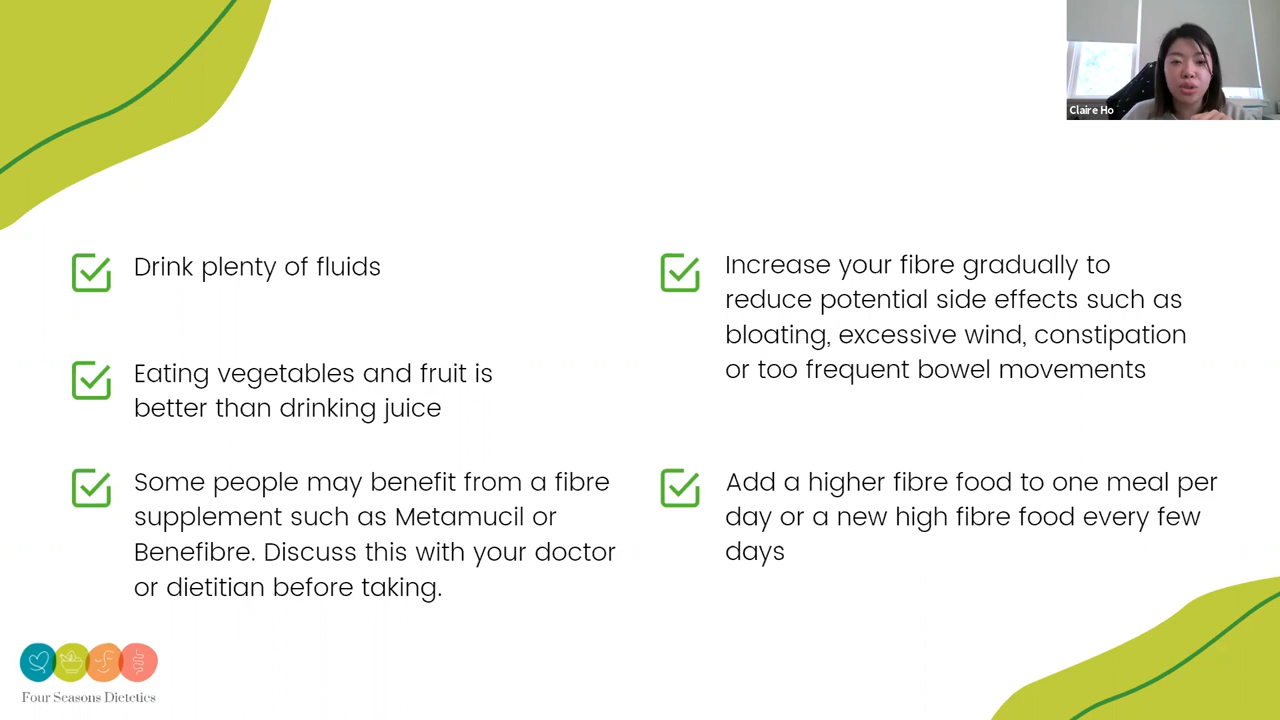 Claire Ho
Drink plenty of fluids
Eating vegetables and fruit is
better than drinking juice
Some people may benefit from a fibre
supplement such as Metamucil or
Benefibre. Discuss this with your doctor
or dietitian before taking.
Increase your fibre gradually to
reduce potential side effects such as
bloating, excessive wind, constipation
or too frequent bowel movements
Add a higher fibre food to one meal per
day or a new high fibre food every few
days
Four Seasons Dietetics